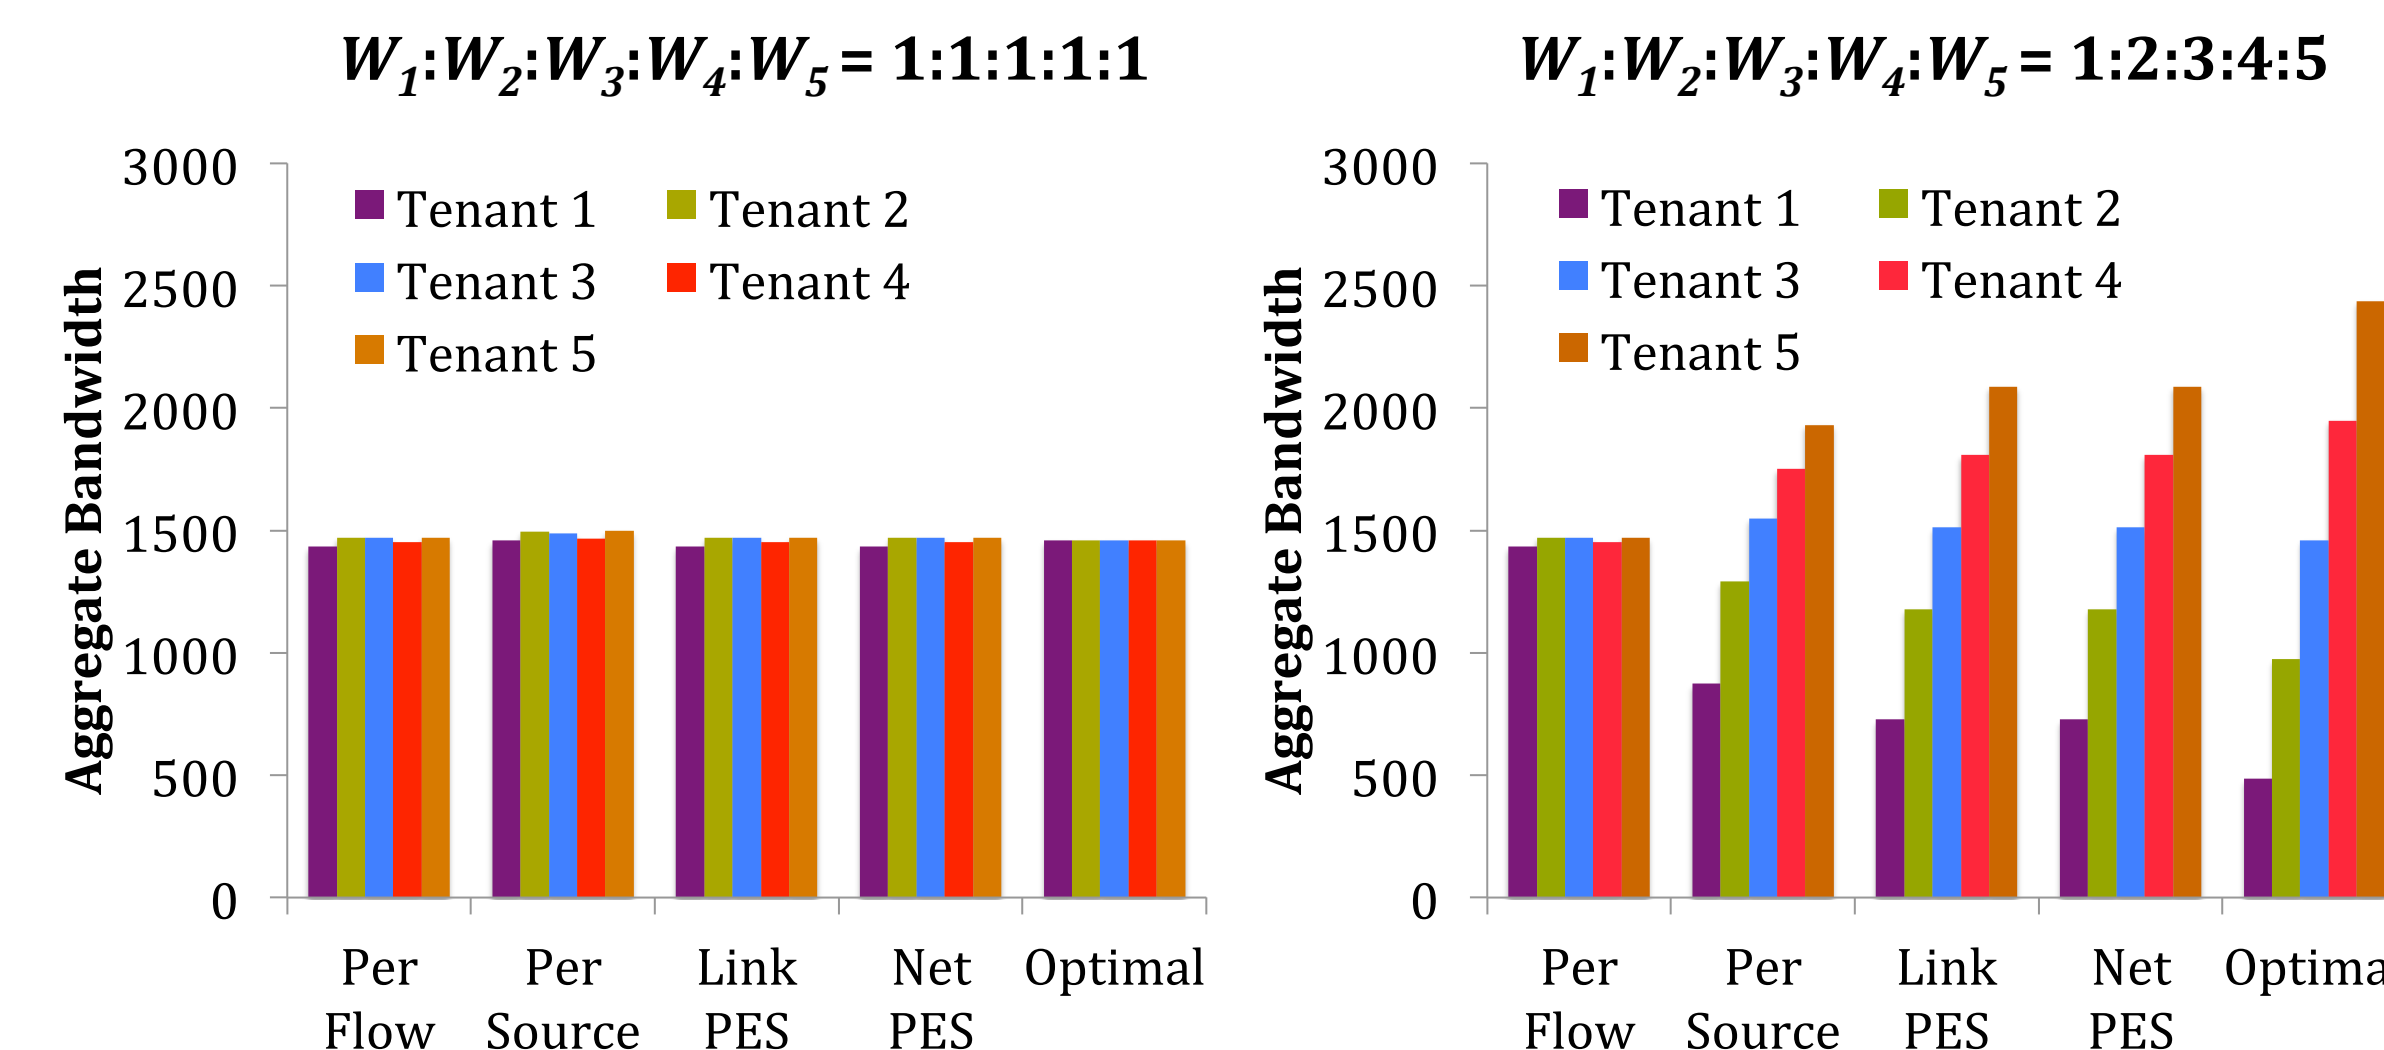 W1:W2:W3:W4:W5 = 1:1:1:1:1
Aggregate Bandwidth
3000
2500
2000
1500
1000
500
0
Tenant 1 Tenant 2
Tenant 3 Tenant 4
Tenant 5
Per Per Link Net Optimal
Flow Source PES PES
W1:W2:W3:W4:W5 = 1:2:3:4:5
Aggregate Bandwidth
3000
2500
2000
1500
1000
500
0
Tenant 1 Tenant 2
Tenant 3 Tenant 4
Tenant 5
Per Per Link Net Optima
Flow Source PES PES